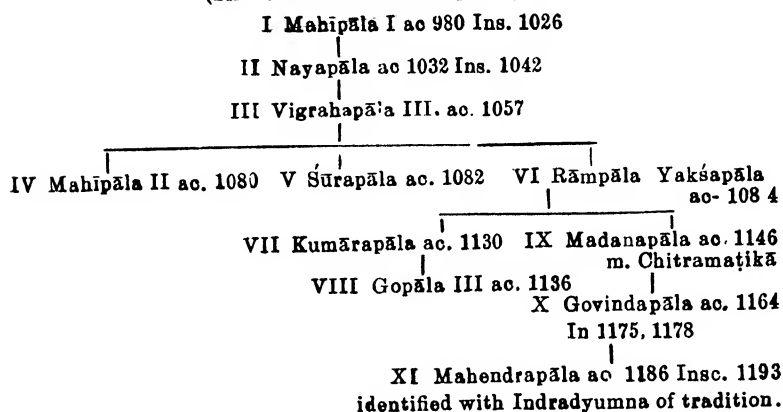 I Mahīpāla I ac 980 Ins. 1026
II Nayapāla ac 1032 Ins. 1042
III Vigrahapāla III. ac. 1057
IV Mahīpāla II ac. 1080 V Śūrapāla ac. 1082 VI Rāmpāla Yakśapāla
ac- 108 4
VII Kumārapāla ac. 1130 IX Madanapāla ac. 1146
m. Chitramaṭikā
VIII Gopāla III ac. 1136
X Govindapāla ac. 1164
In 1175, 1178
XI Mahendrapāla ac 1186 Insc. 1193
identified with Indradyumna of tradition.